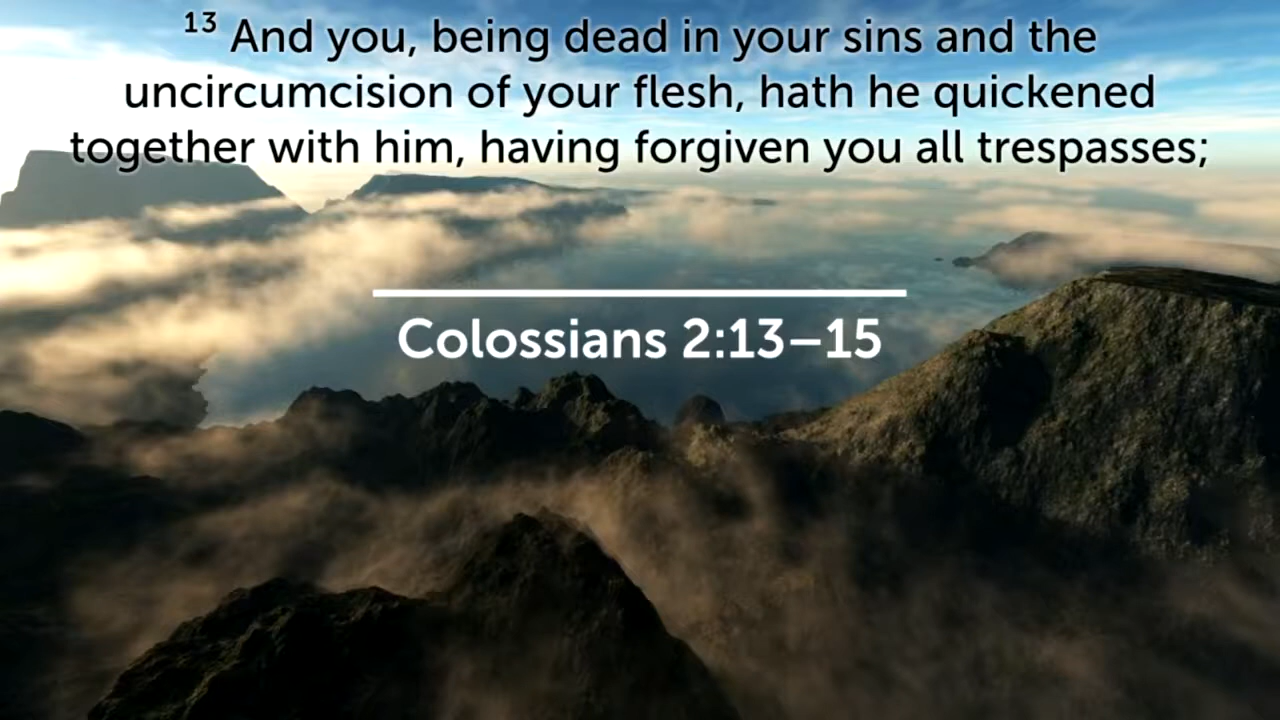 13 And you, being dead in your sins and the
uncircumcision of your flesh, hath he quickened
together with him, having forgiven you all trespasses;
Colossians 2:13–15